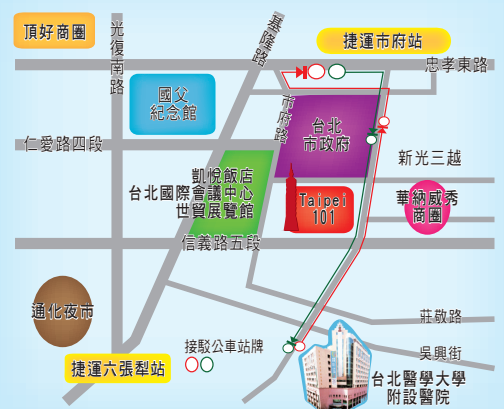 頂好商圈
光復南路
基隆路
捷運市府站
忠孝東路
國父
紀念館
市府路
台北
市政府
仁愛路四段
新光三越
凱悅飯店
台北國際會議中心
世貿展覽館
Taipei
101
華納威秀
商圈
信義路五段
通化夜市
莊敬路
接駁公車站牌
吳興街
捷運六張犁站
台北醫學大學
附設醫院